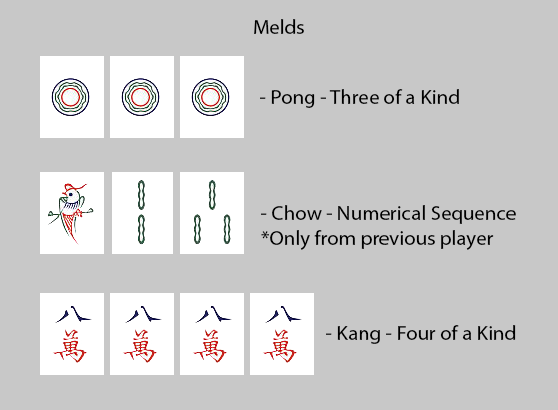 Melds
- Pong - Three of a Kind
- Chow - Numerical Sequence
*Only from previous player
八 八 八 八
萬 萬 萬 萬
- Kang - Four of a Kind